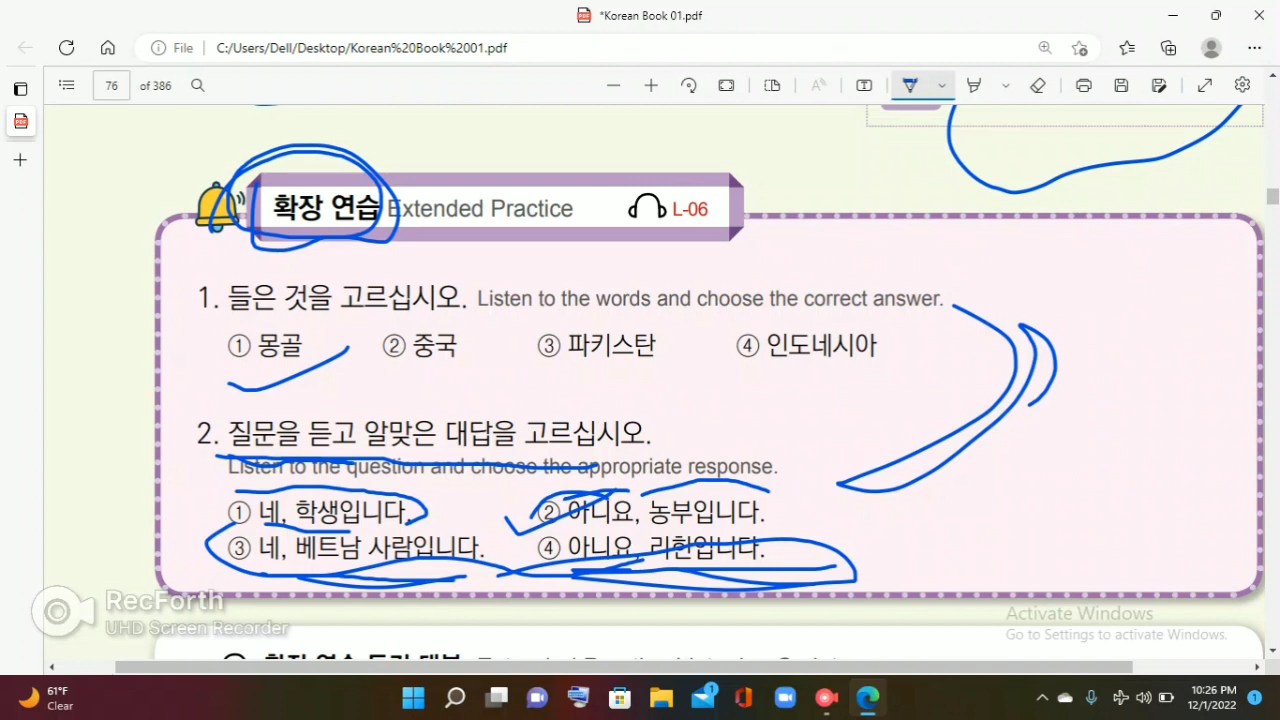 *Korean Book 01.pdf
File C:/Users/Dell/Desktop/Korean%20Book%2001.pdf
76 of 386
확장 연습 Extended Practice L-06
1. 들은 것을 고르십시오. Listen to the words and choose the correct answer.
① 몽골 ② 중국 ③ 파키스탄 ④ 인도네시아
2. 질문을 듣고 알맞은 대답을 고르십시오.
Listen to the question and choose the appropriate response.
① 네, 학생입니다. ② 아니요, 농부입니다.
③ 네, 베트남 사람입니다. ④ 아니요, 리한입니다.
RecForth
UHD Screen Recorder
Activate Windows
Go to Settings to activate Windows.
61°F
Clear
10:26 PM
12/1/2022